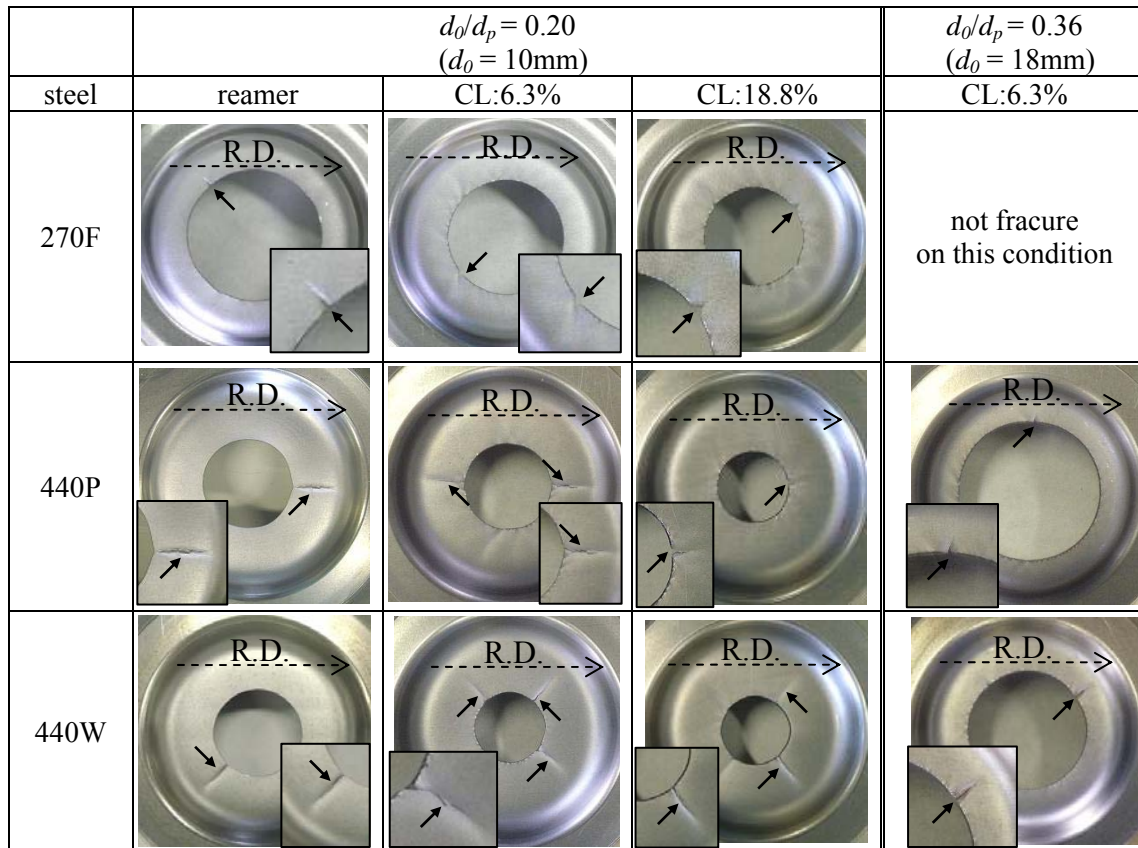 d₀/dₚ = 0.20
(d₀ = 10mm)
d₀/dₚ = 0.36
(d₀ = 18mm)
steel
reamer
CL:6.3%
CL:18.8%
CL:6.3%
270F
R.D.
R.D.
R.D.
not fracure
on this condition
440P
R.D.
R.D.
R.D.
R.D.
440W
R.D.
R.D.
R.D.
R.D.